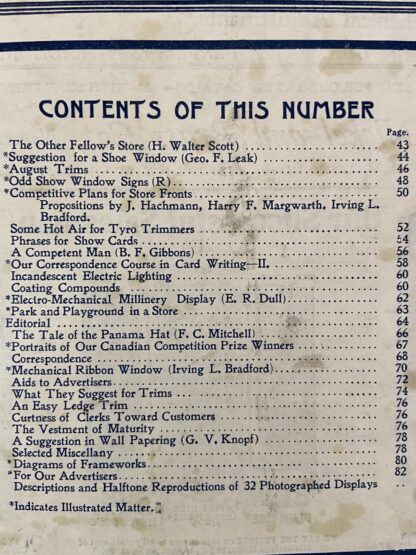 CONTENTS OF THIS NUMBER
Page.
The Other Fellow's Store (H. Walter Scott) 43
*Suggestion for a Shoe Window (Geo. F. Leak) 44
*August Trims 46
*Odd Show Window Signs (R) 48
*Competitive Plans for Store Fronts 50
Propositions by J. Hachmann, Harry F. Margwarth, Irving L.
Bradford.
Some Hot Air for Tyro Trimmers 52
Phrases for Show Cards 54
A Competent Man (B. F. Gibbons) 56
*Our Correspondence Course in Card Writing—II. 58
Incandescent Electric Lighting 60
Coating Compounds 60
*Electro-Mechanical Millinery Display (E. R. Dull) 62
*Park and Playground in a Store 63
Editorial 64
The Tale of the Panama Hat (F. C. Mitchell) 66
*Portraits of Our Canadian Competition Prize Winners 67
Correspondence 68
*Mechanical Ribbon Window (Irving L. Bradford) 70
Aids to Advertisers 72
What They Suggest for Trims 74
An Easy Ledge Trim 76
Curtness of Clerks Toward Customers 76
The Vestment of Maturity 76
A Suggestion in Wall Papering (G. V. Knopf) 78
Selected Miscellany 78
*Diagrams of Frameworks 80
*For Our Advertisers 82
Descriptions and Halftone Reproductions of 32 Photographed Displays ..
*Indicates Illustrated Matter.